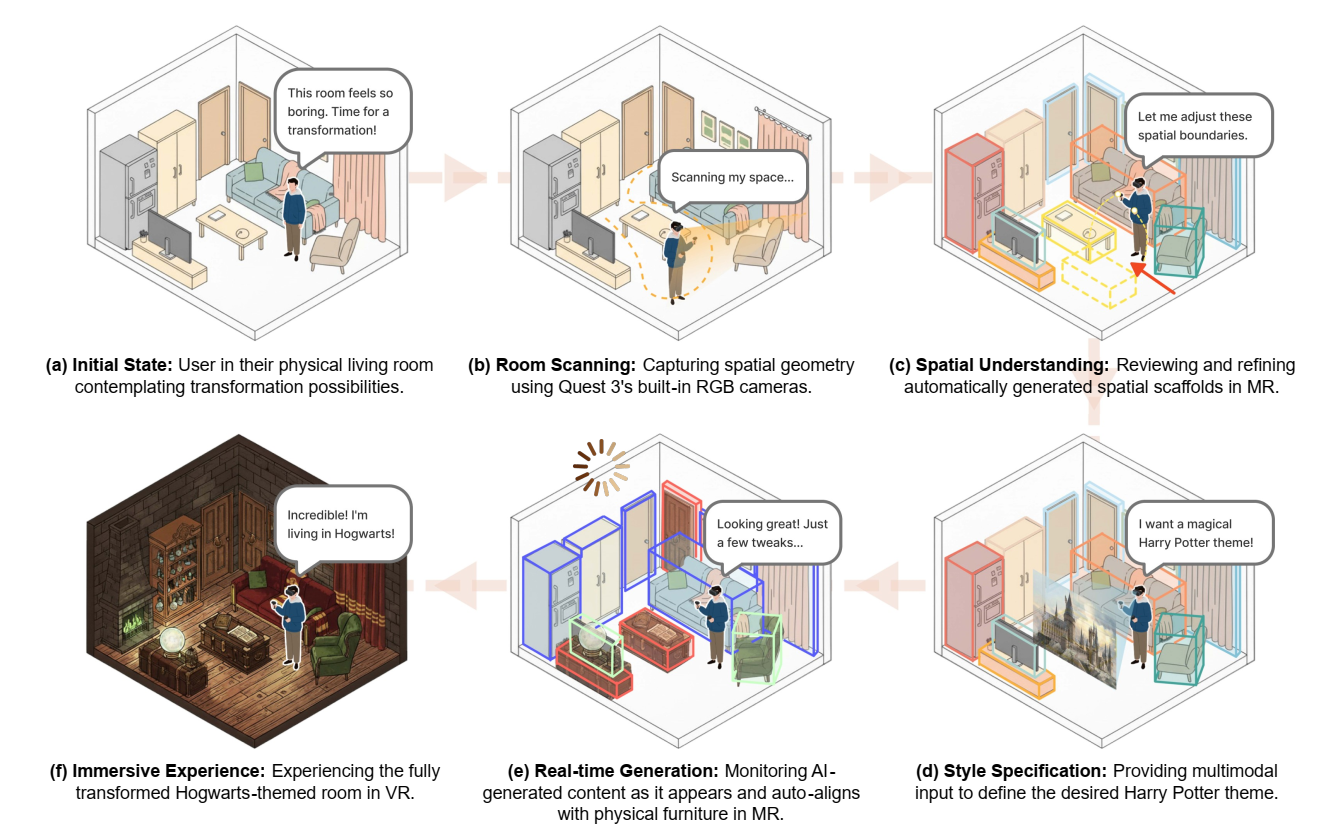 This room feels so
boring. Time for a
transformation!
(a) Initial State: User in their physical living room
contemplating transformation possibilities.
Scanning my space...
(b) Room Scanning: Capturing spatial geometry
using Quest 3's built-in RGB cameras.
Let me adjust these
spatial boundaries.
(c) Spatial Understanding: Reviewing and refining
automatically generated spatial scaffolds in MR.
I want a magical
Harry Potter theme!
(d) Style Specification: Providing multimodal
input to define the desired Harry Potter theme.
Looking great! Just
a few tweaks...
(e) Real-time Generation: Monitoring AI-
generated content as it appears and auto-aligns
with physical furniture in MR.
Incredible! I'm
living in Hogwarts!
(f) Immersive Experience: Experiencing the fully
transformed Hogwarts-themed room in VR.